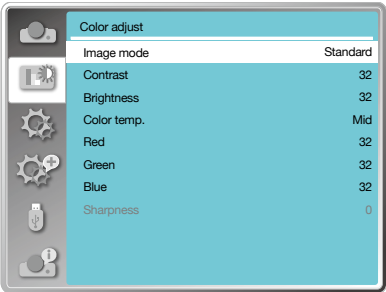 Color adjust
Image mode Standard
Contrast 32
Brightness 32
Color temp. Mid
Red 32
Green 32
Blue 32
Sharpness 0